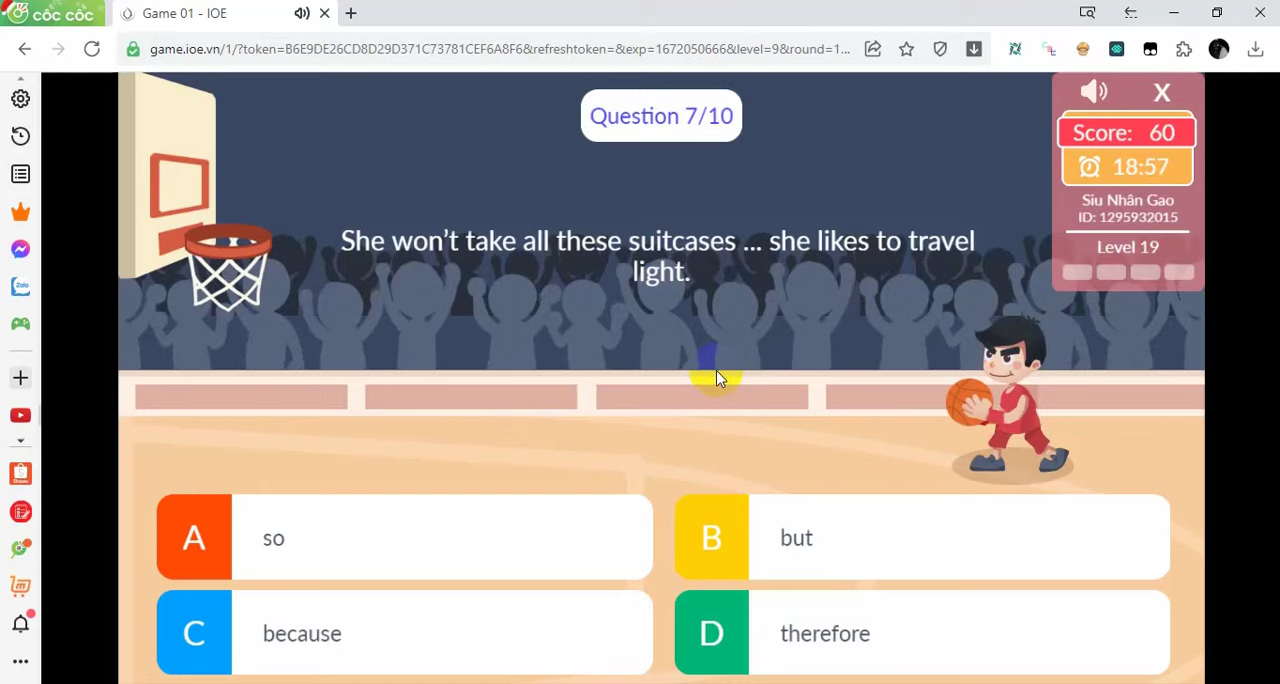 cốc cốc
Game 01 - IOE
game.ioe.vn/1/?token=B6E9DE26CD8D29D371C73781CEF6A8F6&refreshtoken=&exp=1672050666&level=9&round=1...
Question 7/10
Score: 60
18:57
Siu Nhân Gao
ID: 1295932015
Level 19
She won't take all these suitcases ... she likes to travel
light.
A so
B but
C because
D therefore
Zalo